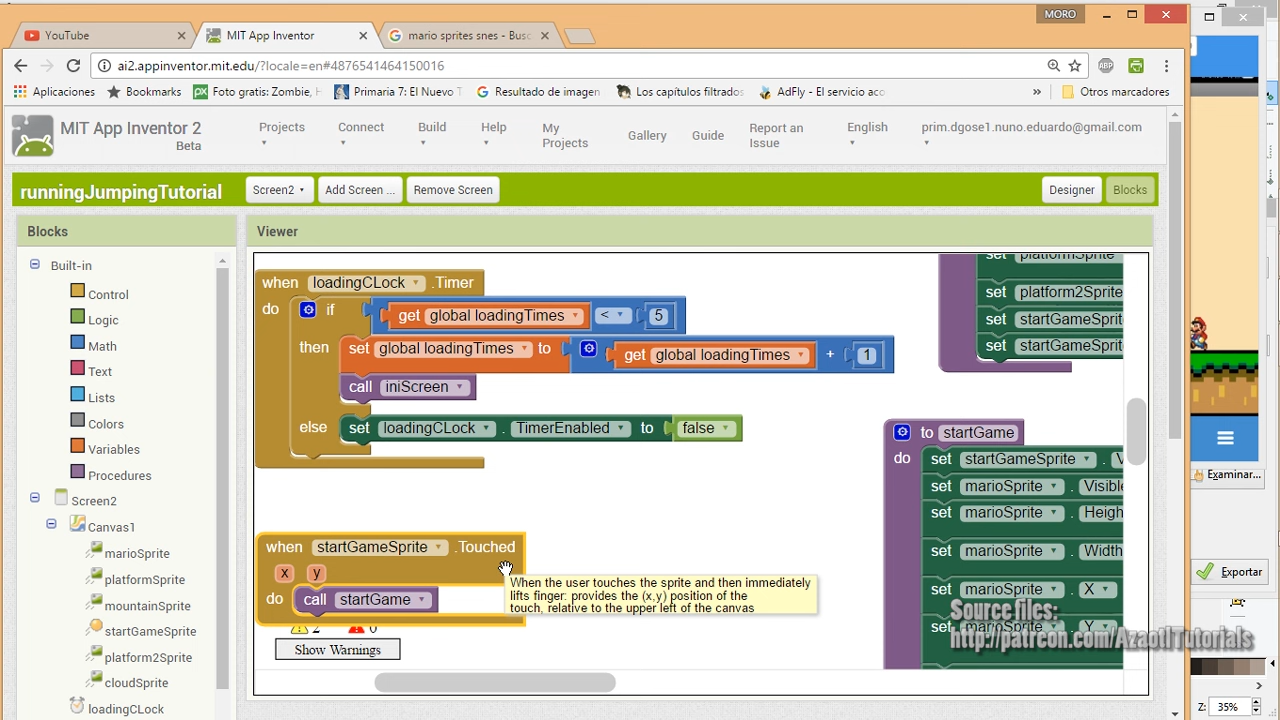 MORO
YouTube
MIT App Inventor
mario sprites snes - Busc
ai2.appinventor.mit.edu/?locale=en#4876541464150016
ABP
Aplicaciones
Bookmarks
Foto gratis: Zombie, H
Primaria 7: El Nuevo T
Resultado de imagen
Los capítulos filtrados
AdFly - El servicio aco
»
Otros marcadores
MIT App Inventor 2
Beta
Projects
Connect
Build
Help
My Projects
Gallery
Guide
Report an Issue
English
prim.dgose1.nuno.eduardo@gmail.com
runningJumpingTutorial
Screen2
Add Screen ...
Remove Screen
Designer
Blocks
Blocks
Viewer
Built-in
Control
Logic
Math
Text
Lists
Colors
Variables
Procedures
Screen2
Canvas1
marioSprite
platformSprite
mountainSprite
startGameSprite
platform2Sprite
cloudSprite
loadingCLock
when loadingCLock .Timer
do if get global loadingTimes < 5
then set global loadingTimes to get global loadingTimes + 1
call iniScreen
else set loadingCLock . TimerEnabled to false
when startGameSprite .Touched
x y
do call startGame
When the user touches the sprite and then immediately
lifts finger: provides the (x,y) position of the
touch, relative to the upper left of the canvas
2 0
Show Warnings
set platformSprite
set platform2Sprite
set startGameSprit
set startGameSprit
to startGame
do set startGameSprite . V
set marioSprite . Visible
set marioSprite . Heigh
set marioSprite . Width
set marioSprite . X
set marioSprite . Y
Source files:
http://patreon.com/AzaotlTutorials
Examinar...
Exportar
Z: 35%